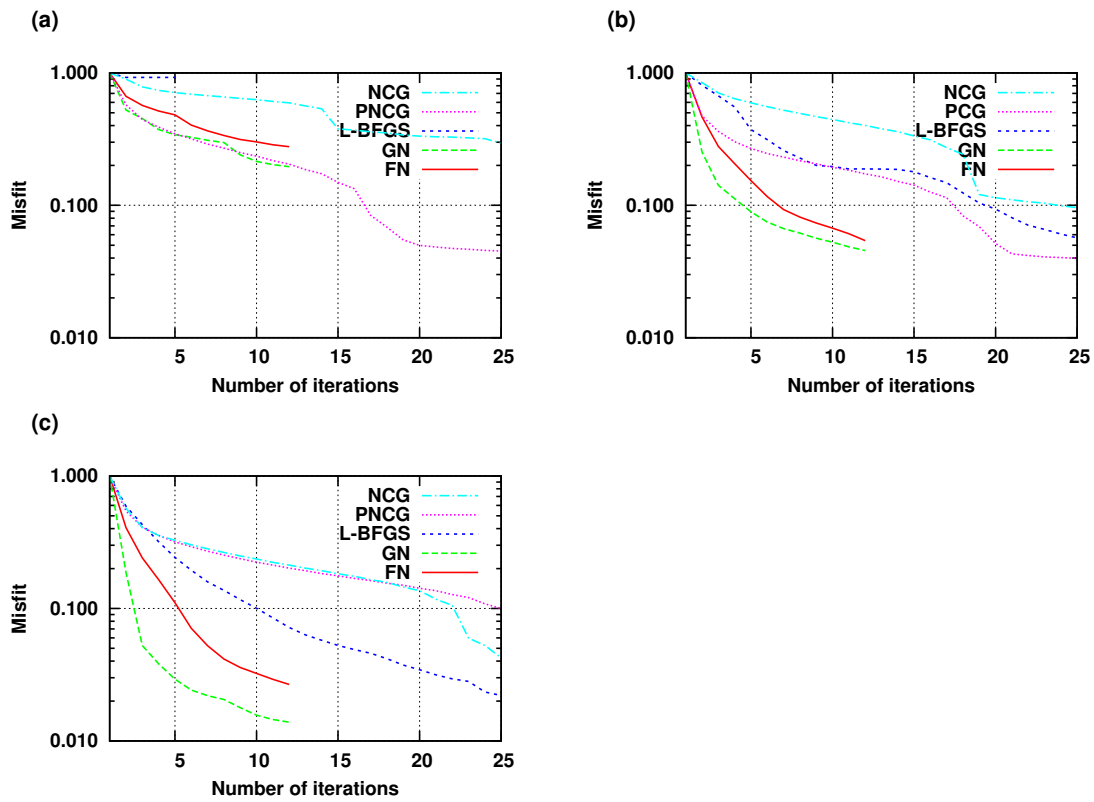 (a)
1.000
0.100
0.010
Misfit
5 10 15 20 25
Number of iterations
NCG
PNCG
L-BFGS
GN
FN
(b)
1.000
0.100
0.010
Misfit
5 10 15 20 25
Number of iterations
NCG
PCG
L-BFGS
GN
FN
(c)
1.000
0.100
0.010
Misfit
5 10 15 20 25
Number of iterations
NCG
PNCG
L-BFGS
GN
FN